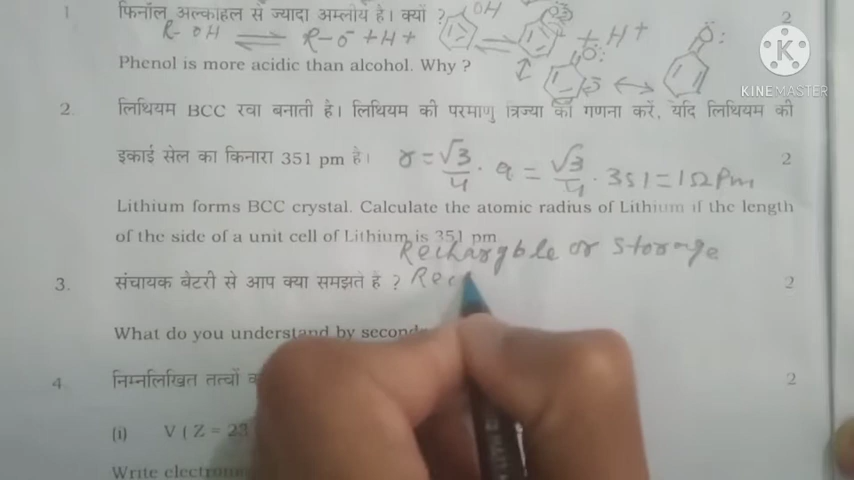 1 फिनॉल अल्काहल से ज्यादा अम्लीय है। क्यों ? 2
R-OH ⇌ R-O⁻ + H+ OH + H+
Phenol is more acidic than alcohol. Why ?
KINEMASTER
2. लिथियम BCC रवा बनाती है। लिथियम की परमाणु त्रिज्या की गणना करें, यदि लिथियम की
इकाई सेल का किनारा 351 pm है। r = √3/4 . a = √3/4 . 351 = 152 Pm 2
Lithium forms BCC crystal. Calculate the atomic radius of Lithium if the length
of the side of a unit cell of Lithium is 351 pm
Rechargble or storage
3. संचायक बैटरी से आप क्या समझते है ? Rec 2
What do you understand by
4. निम्नलिखित तत्वों 2
(i) V ( Z = 23
Write